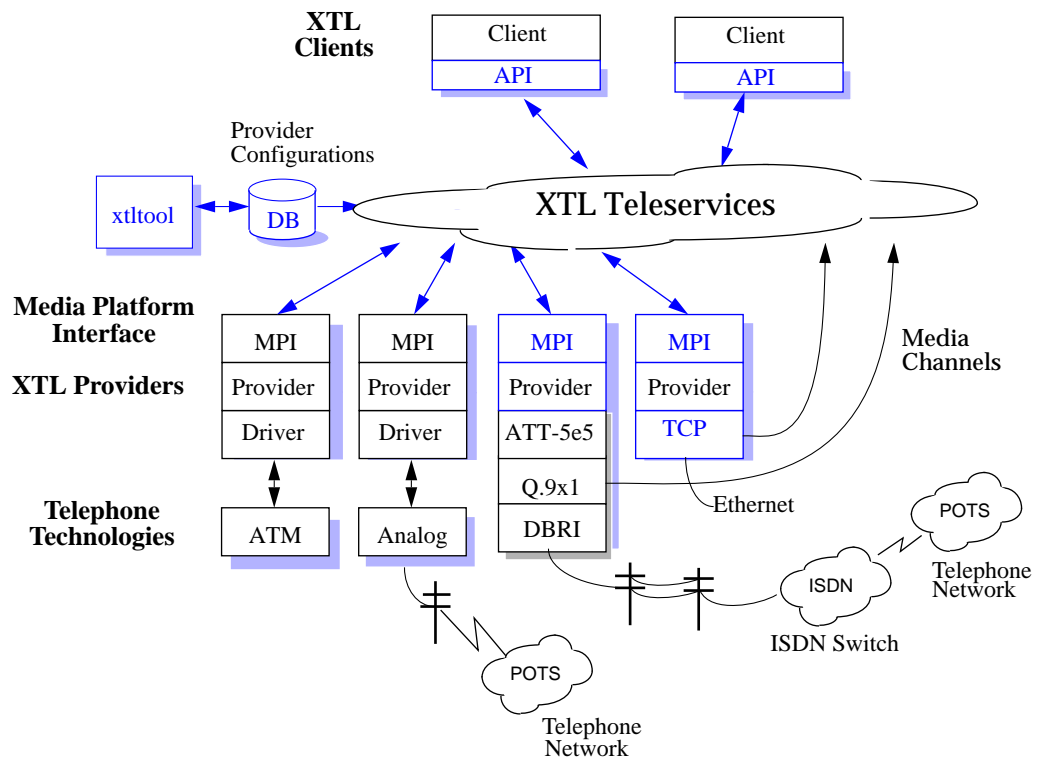 XTL
Clients
Client
API
Client
API
Provider
Configurations
xtltool
DB
XTL Teleservices
Media Platform
Interface
MPI
MPI
MPI
MPI
Media
Channels
XTL Providers
Provider
Provider
Provider
Provider
Driver
Driver
ATT-5e5
TCP
Q.9x1
Ethernet
Telephone
Technologies
ATM
Analog
DBRI
POTS
Telephone
Network
ISDN
ISDN Switch
POTS
Telephone
Network